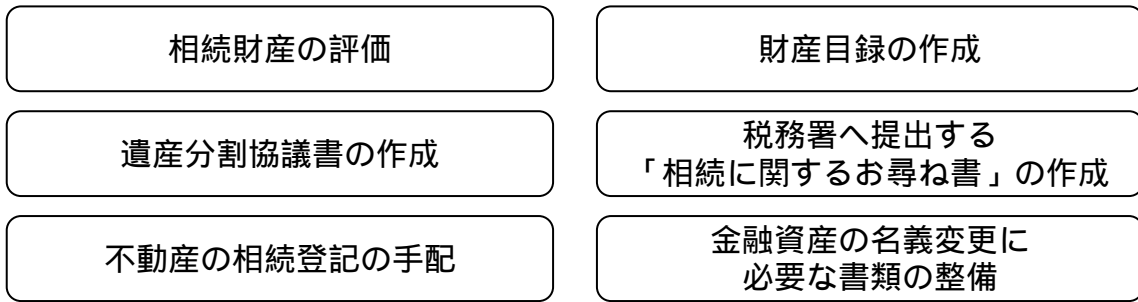 相続財産の評価
財産目録の作成
遺産分割協議書の作成
税務署へ提出する
「相続に関するお尋ね書」の作成
不動産の相続登記の手配
金融資産の名義変更に
必要な書類の整備